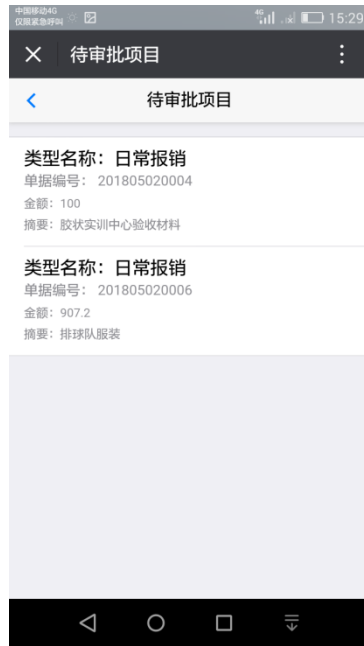 中国移动4G
仅限紧急呼叫
4G 15:29
待审批项目
待审批项目
类型名称：日常报销
单据编号： 201805020004
金额：100
摘要：胶状实训中心验收材料
类型名称：日常报销
单据编号： 201805020006
金额：907.2
摘要：排球队服装